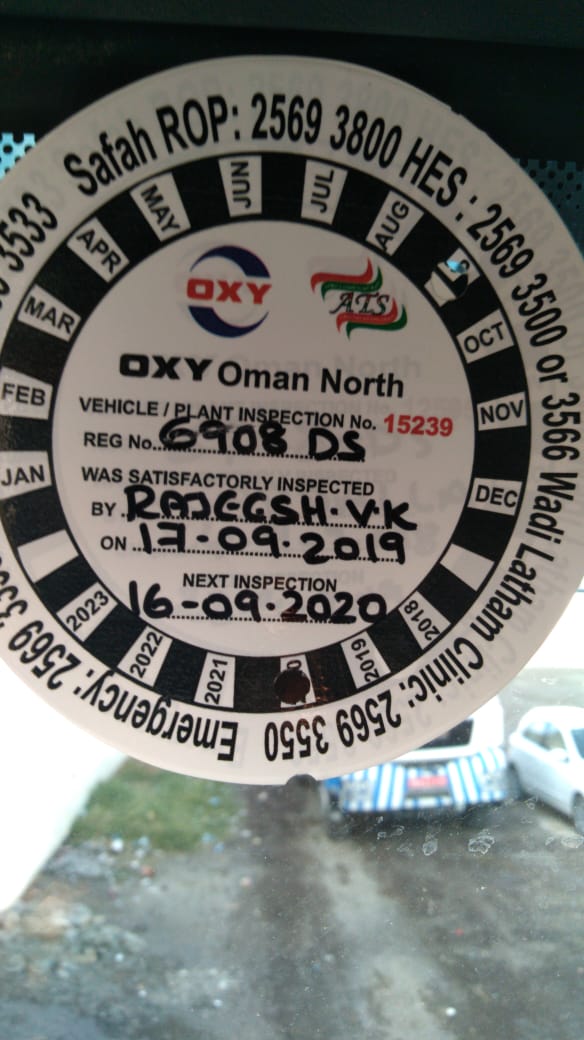 Safah ROP: 2569 3800 HES : 2569 3500 or 3566 Wadi Latham Clinic: 2569 3550 Emergency: 2569
3533
JAN
FEB
MAR
APR
MAY
JUN
JUL
AUG
OCT
NOV
DEC
OXY
ATS
OXY Oman North
VEHICLE / PLANT INSPECTION No. 15239
REG No. 6908 DS
WAS SATISFACTORILY INSPECTED
BY RAJEESH.V.K
ON 17-09-2019
NEXT INSPECTION
16-09-2020
2023
2022
2021
2019
2018